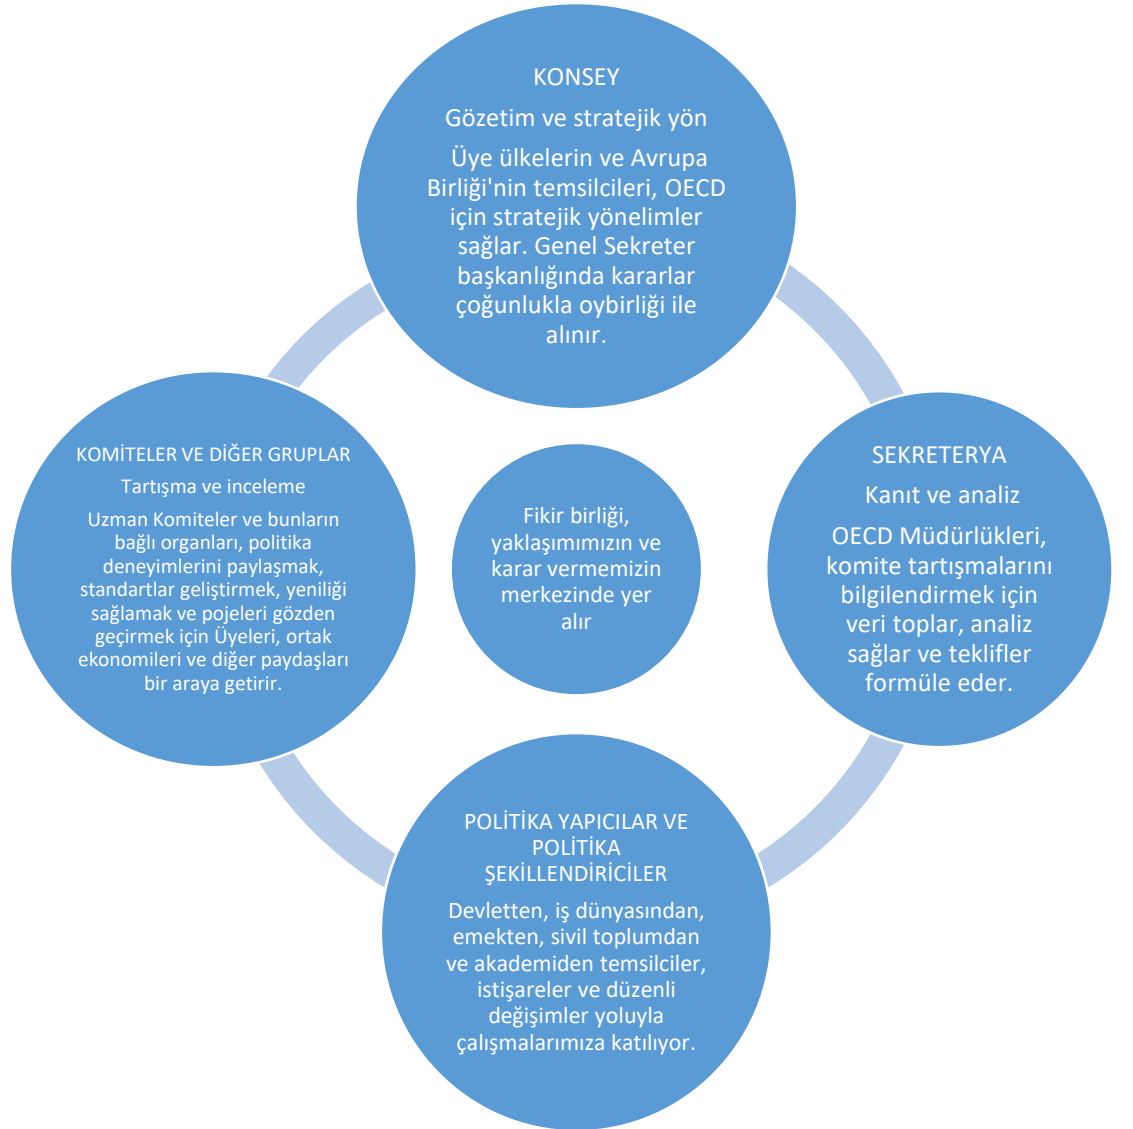 KONSEY
Gözetim ve stratejik yön
Üye ülkelerin ve Avrupa
Birliği'nin temsilcileri, OECD
için stratejik yönelimler
sağlar. Genel Sekreter
başkanlığında kararlar
çoğunlukla oybirliği ile
alınır.
SEKRETERYA
Kanıt ve analiz
OECD Müdürlükleri,
komite tartışmalarını
bilgilendirmek için
veri toplar, analiz
sağlar ve teklifler
formüle eder.
POLİTİKA YAPICILAR VE
POLİTİKA
ŞEKİLLENDİRİCİLER
Devletten, iş dünyasından,
emekten, sivil toplumdan
ve akademiden temsilciler,
istişareler ve düzenli
değişimler yoluyla
çalışmalarımıza katılıyor.
KOMİTELER VE DİĞER GRUPLAR
Tartışma ve inceleme
Uzman Komiteler ve bunların
bağlı organları, politika
deneyimlerini paylaşmak,
standartlar geliştirmek, yeniliği
sağlamak ve pojeleri gözden
geçirmek için Üyeleri, ortak
ekonomileri ve diğer paydaşları
bir araya getirir.
Fikir birliği,
yaklaşımımızın ve
karar vermemizin
merkezinde yer
alır